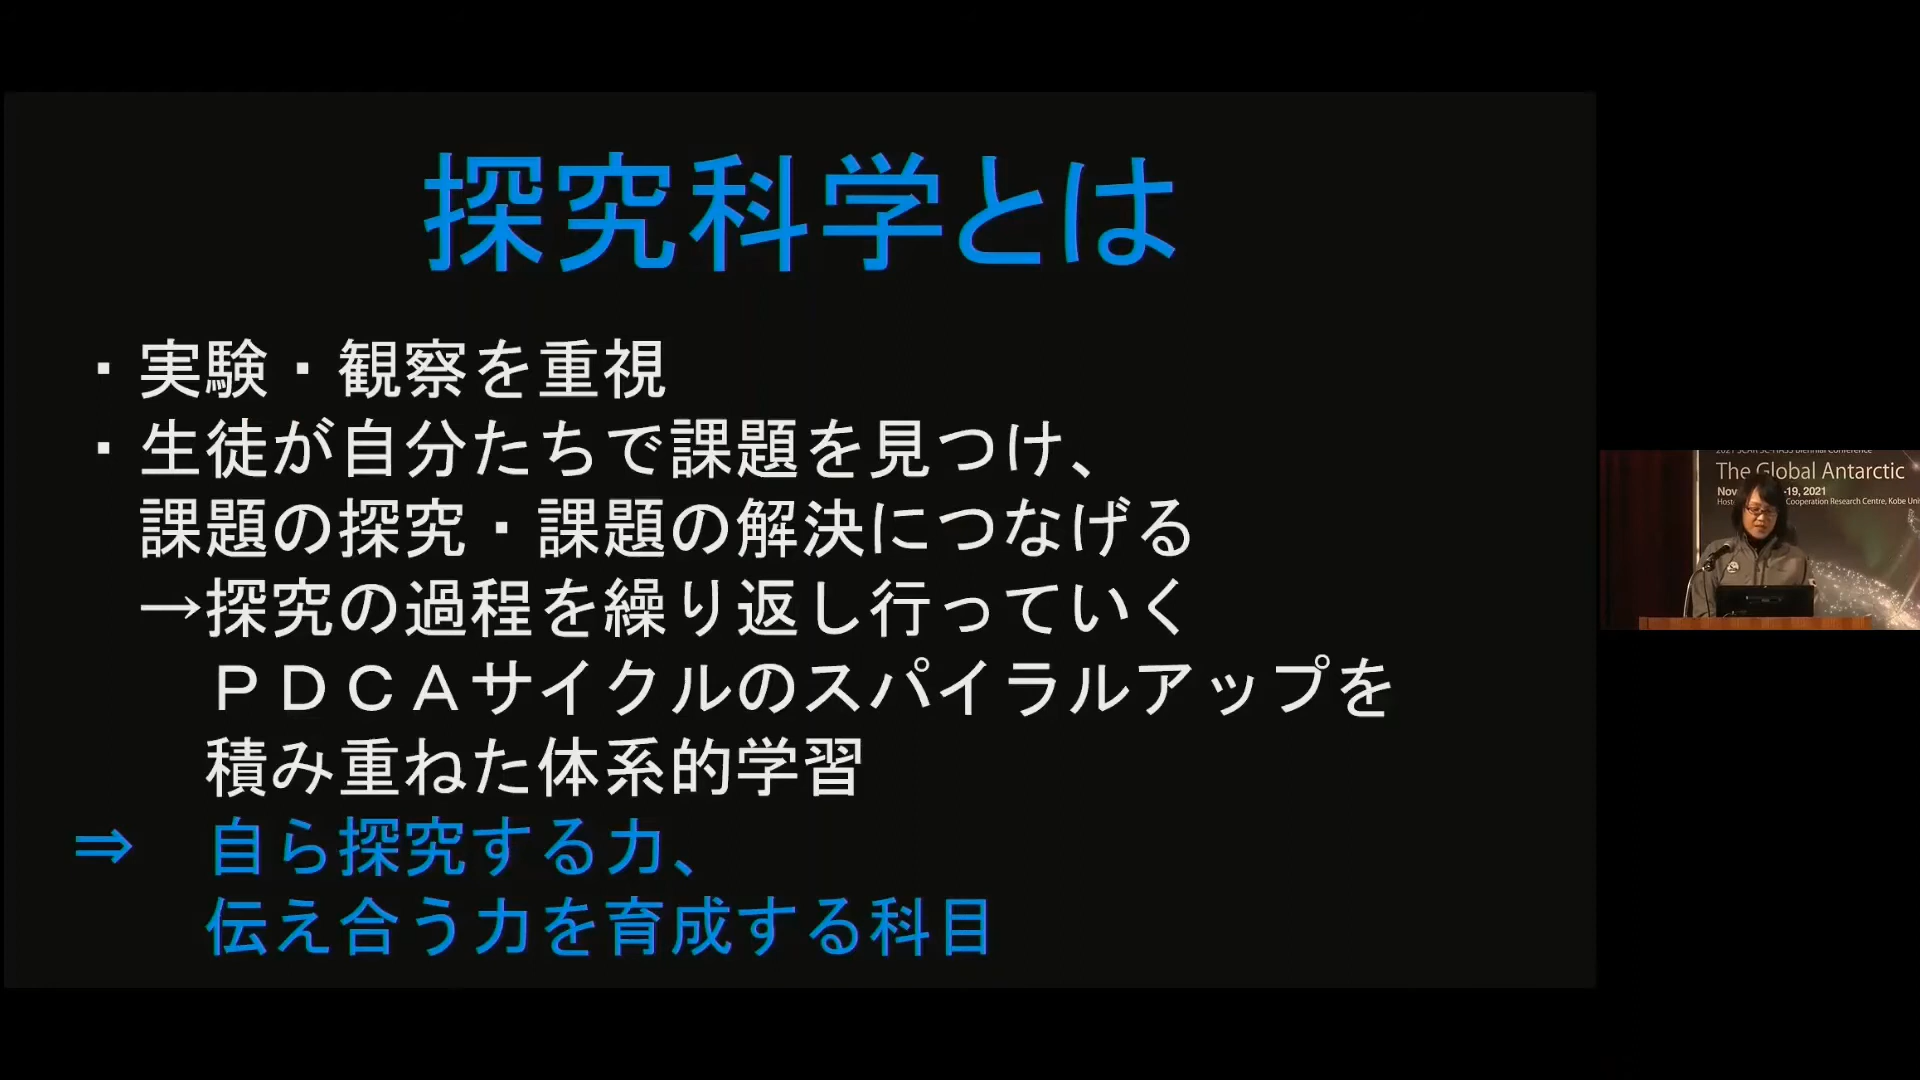 探究科学とは
・実験・観察を重視
・生徒が自分たちで課題を見つけ、
課題の探究・課題の解決につなげる
→探究の過程を繰り返し行っていく
ＰＤＣＡサイクルのスパイラルアップを
積み重ねた体系的学習
⇒ 自ら探究する力、
伝え合う力を育成する科目
2021 SCAR SC-HASS Biennial Conference
The Global Antarctic
Nov -19, 2021
Cooperation Research Centre, Kobe